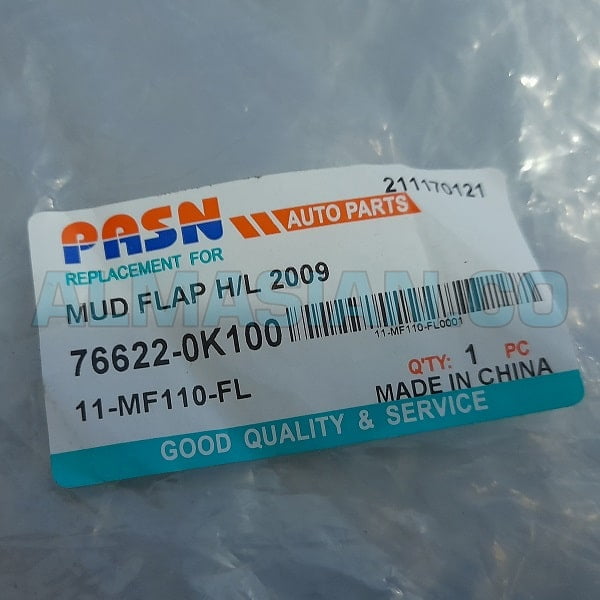 211170121
PASN AUTO PARTS
REPLACEMENT FOR
MUD FLAP H/L 2009
76622-0K100
11-MF110-FL0001
11-MF110-FL
Q'TY: 1 PC
MADE IN CHINA
GOOD QUALITY & SERVICE
ALMASIAN CO